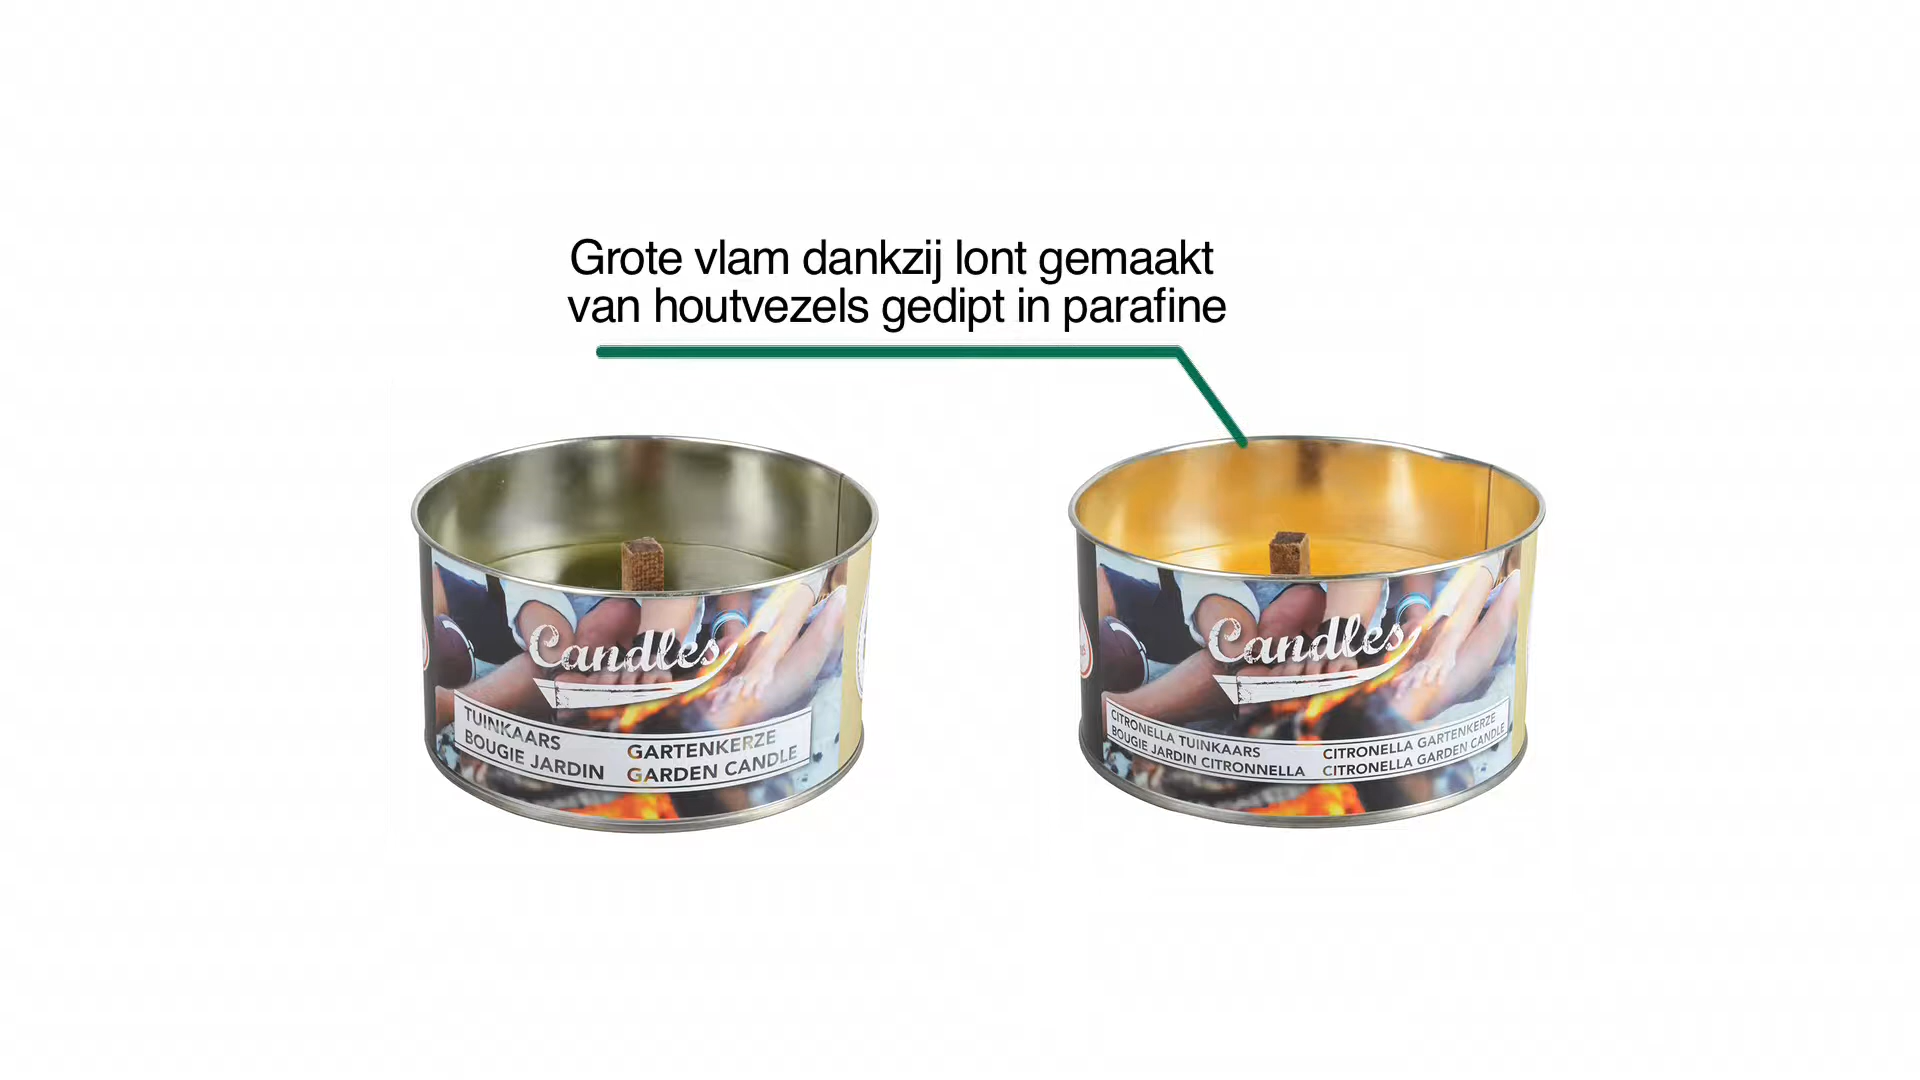 Grote vlam dankzij lont gemaakt
van houtvezels gedipt in parafine
Candles
TUINKAARS
BOUGIE JARDIN
GARTENKERZE
GARDEN CANDLE
Candles
CITRONELLA TUINKAARS
BOUGIE JARDIN CITRONNELLA
CITRONELLA GARTENKERZE
CITRONELLA GARDEN CANDLE